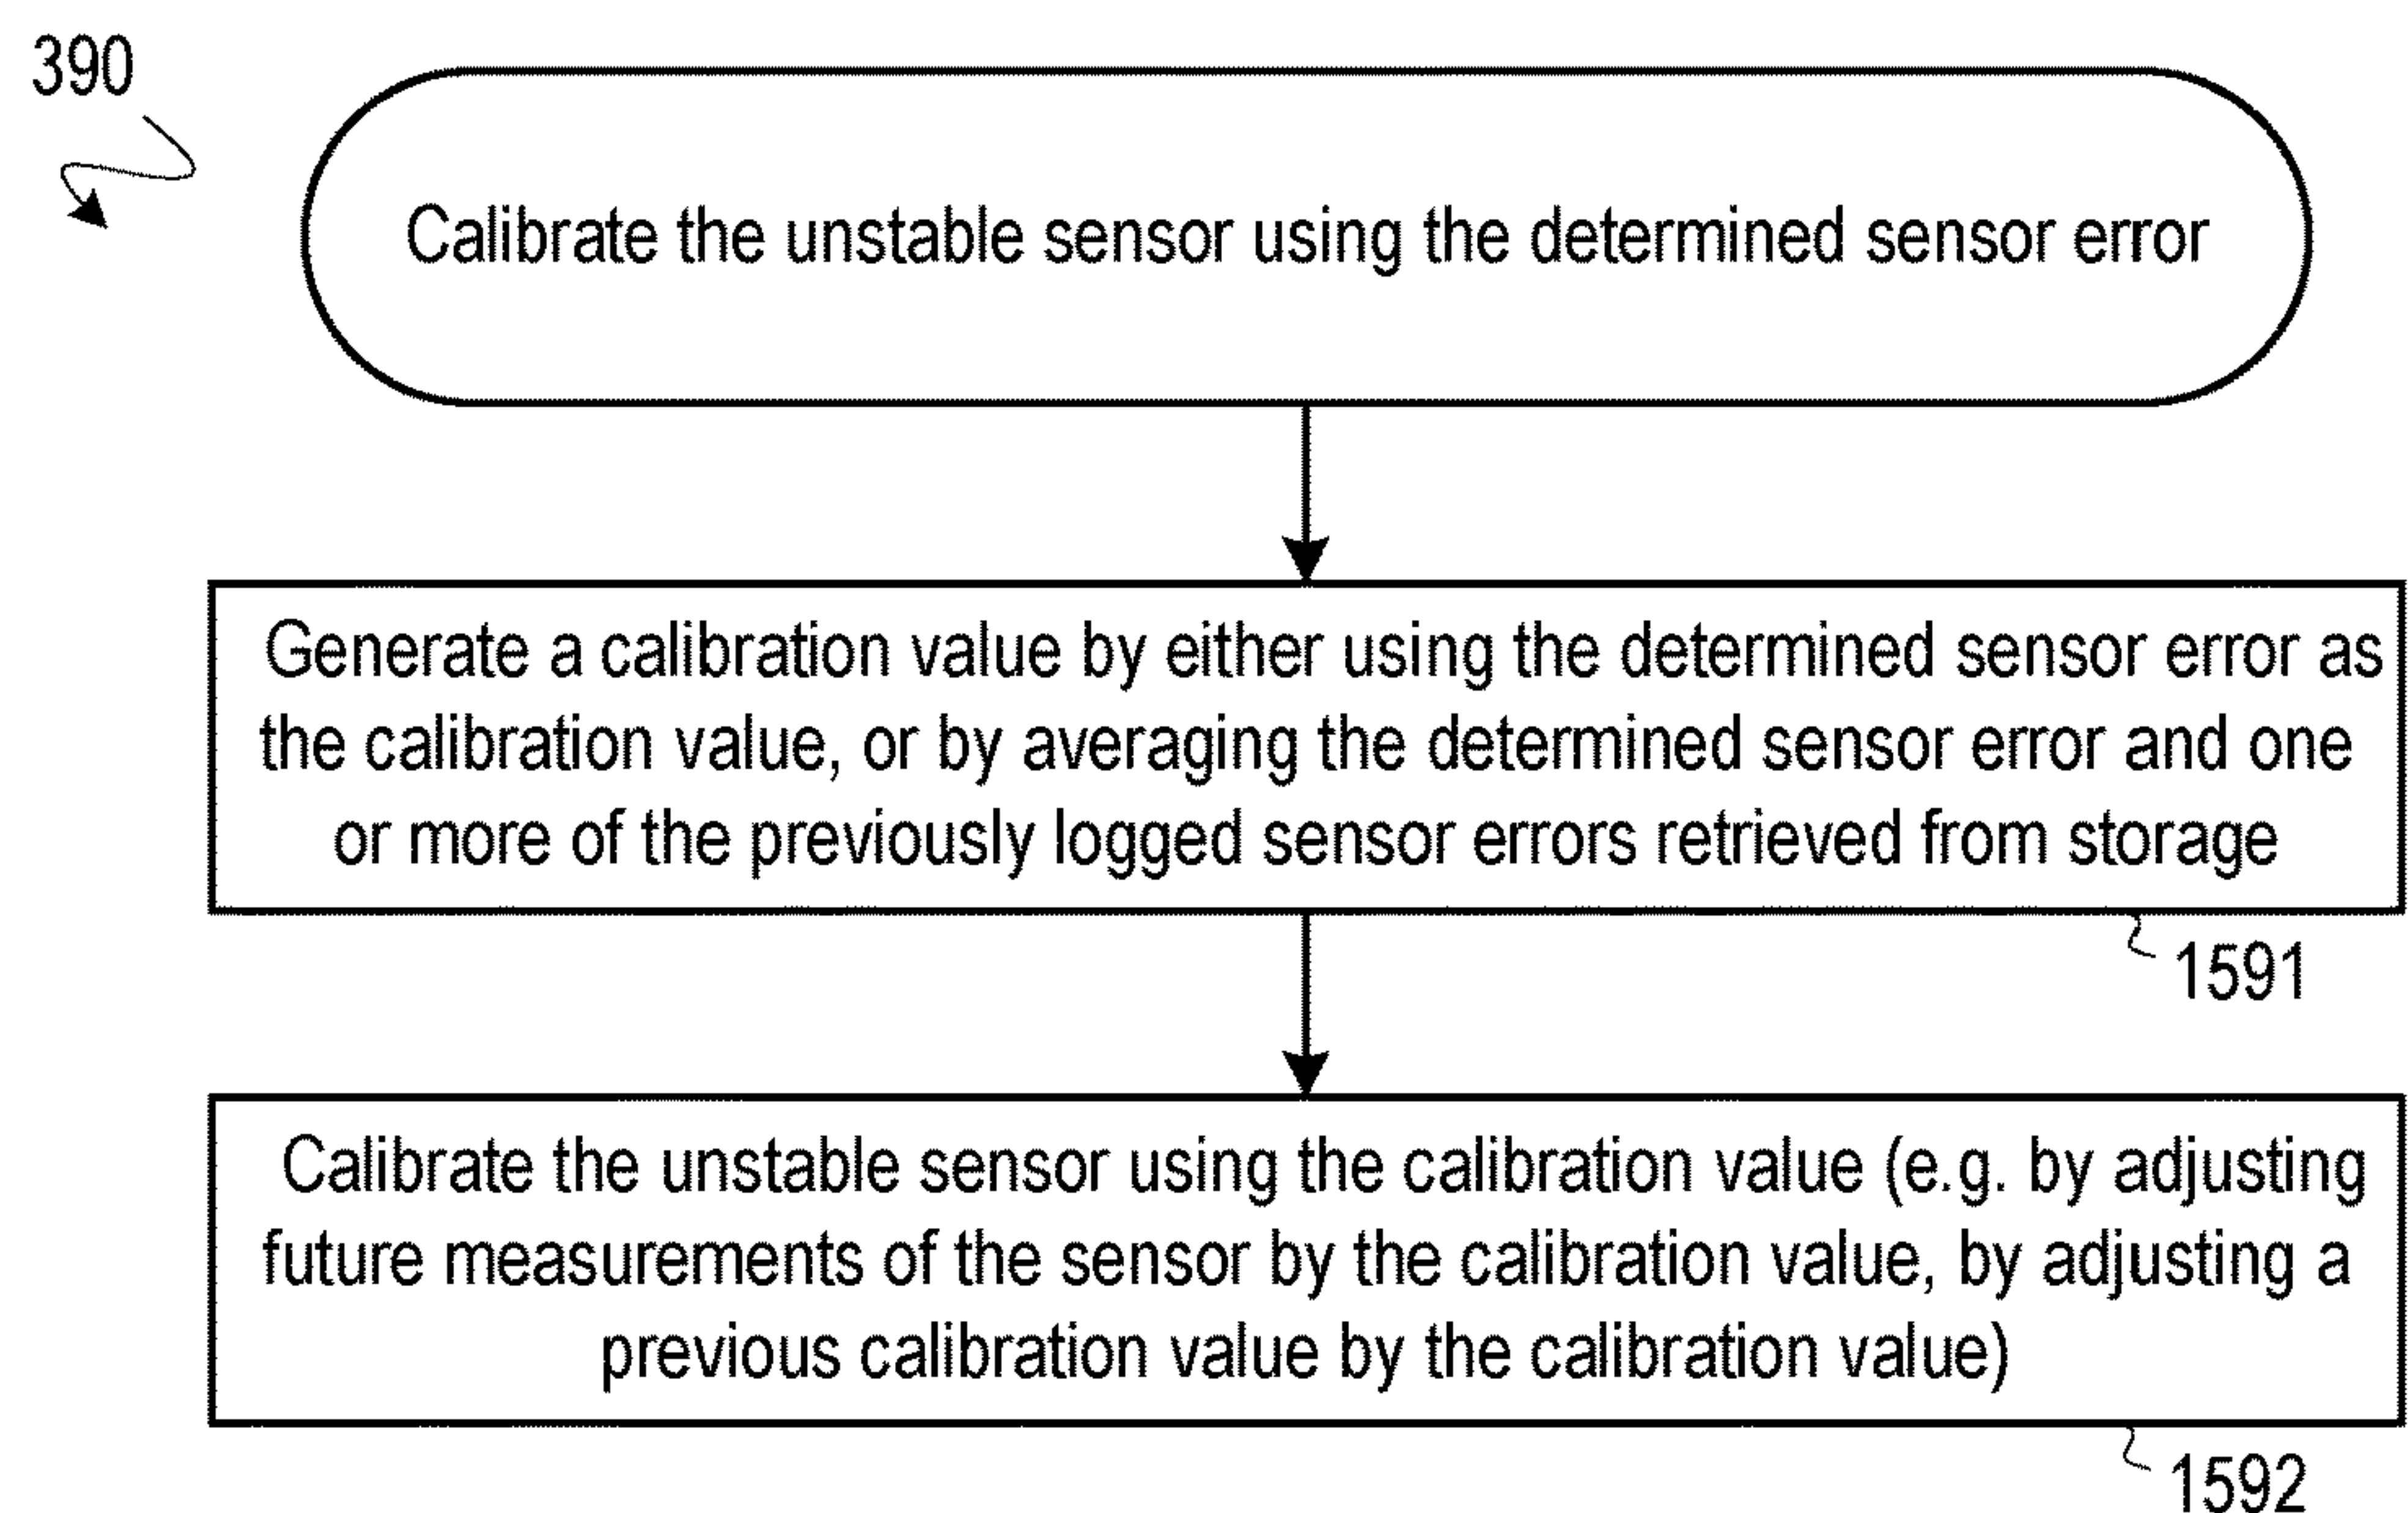 390
Calibrate the unstable sensor using the determined sensor error
Generate a calibration value by either using the determined sensor error as
the calibration value, or by averaging the determined sensor error and one
or more of the previously logged sensor errors retrieved from storage
1591
Calibrate the unstable sensor using the calibration value (e.g. by adjusting
future measurements of the sensor by the calibration value, by adjusting a
previous calibration value by the calibration value)
1592